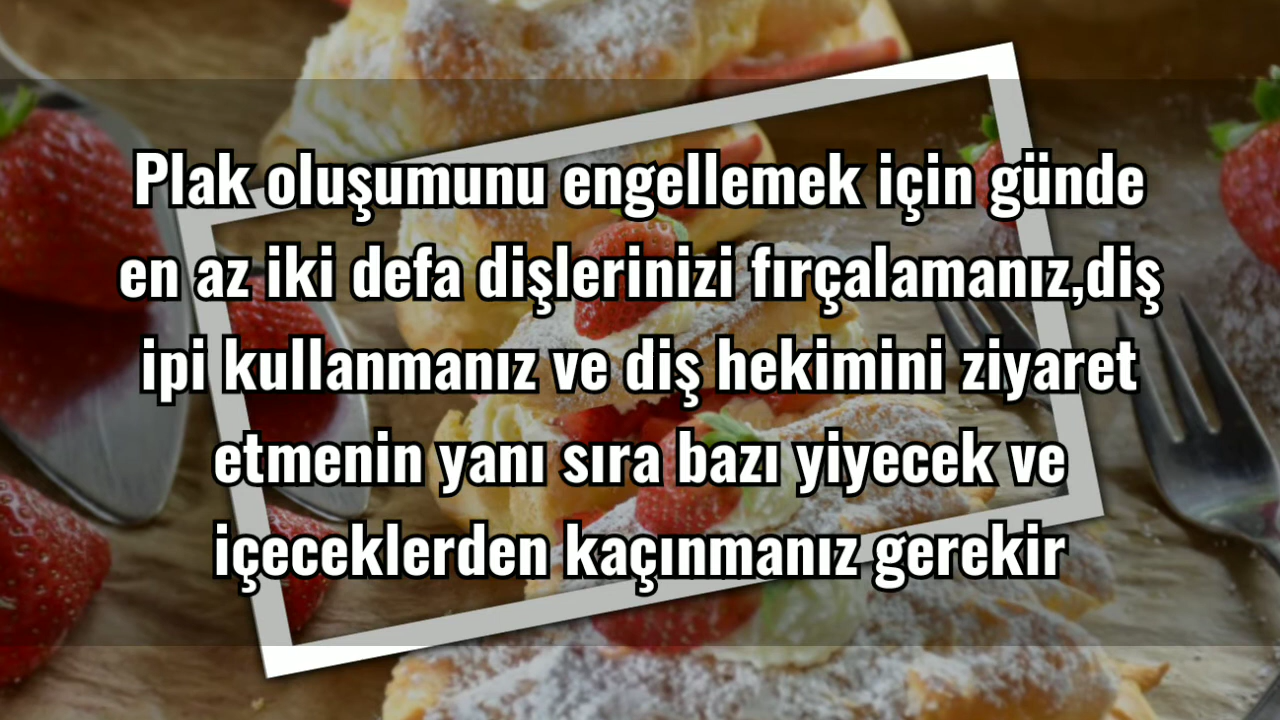 Plak oluşumunu engellemek için günde
en az iki defa dişlerinizi fırçalamanız,diş
ipi kullanmanız ve diş hekimini ziyaret
etmenin yanı sıra bazı yiyecek ve
içeceklerden kaçınmanız gerekir